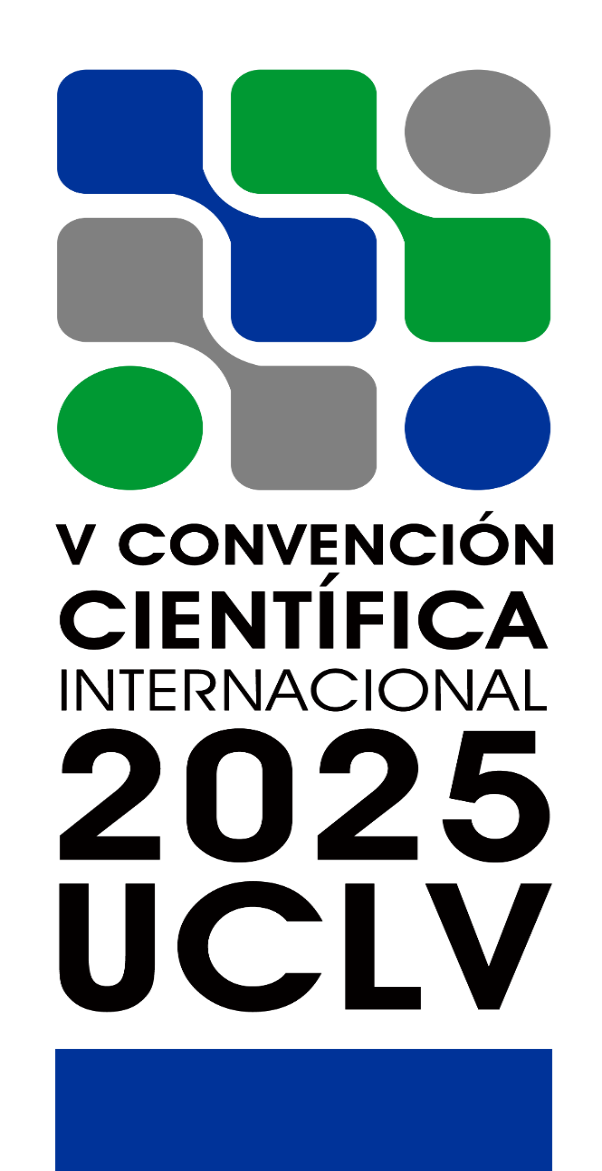 V CONVENCIÓN
CIENTÍFICA
INTERNACIONAL
2025
UCLV